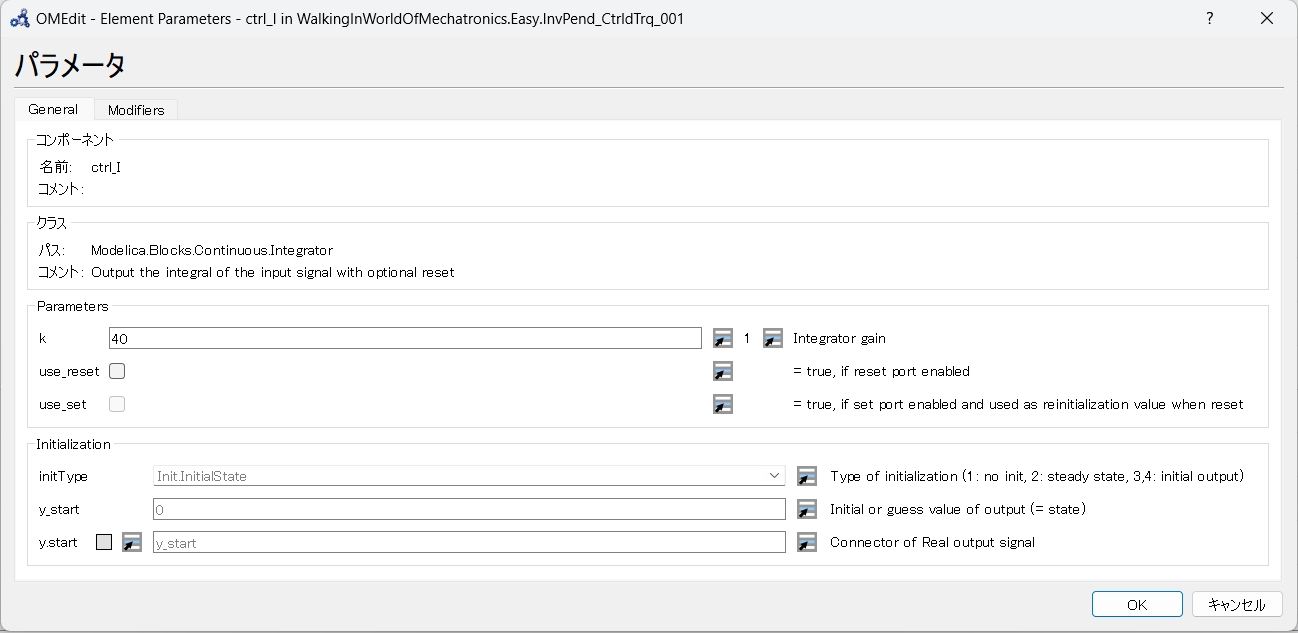 OMEdit - Element Parameters - ctrl_I in WalkingInWorldOfMechatronics.Easy.InvPend_CtrldTrq_001 ?
パラメータ
General Modifiers
コンポーネント
名前: ctrl_I
コメント:
クラス
パス: Modelica.Blocks.Continuous.Integrator
コメント: Output the integral of the input signal with optional reset
Parameters
k 40 1 Integrator gain
use_reset = true, if reset port enabled
use_set = true, if set port enabled and used as reinitialization value when reset
Initialization
initType Init.InitialState Type of initialization (1: no init, 2: steady state, 3,4: initial output)
y_start 0 Initial or guess value of output (= state)
y.start y_start Connector of Real output signal
OK キャンセル